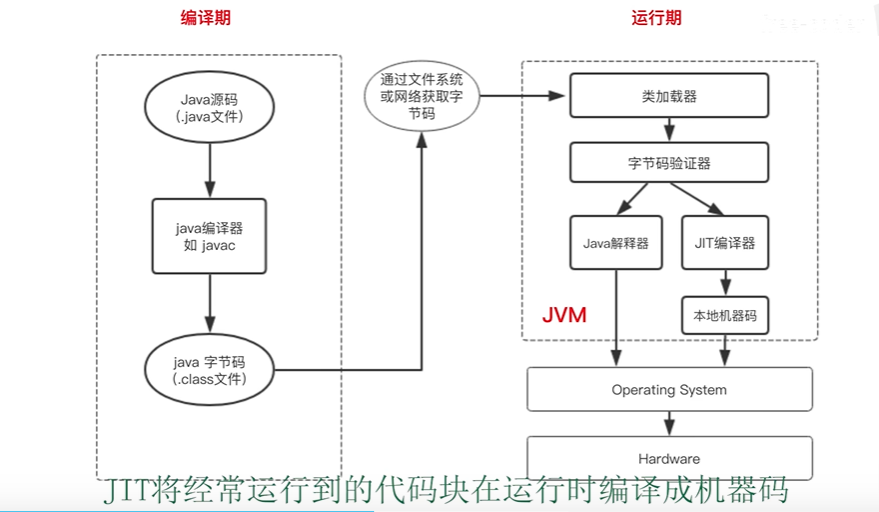 编译期
运行期
Java源码
（.java文件）
java编译器
如 javac
java 字节码
（.class文件）
通过文件系统
或网络获取字
节码
类加载器
字节码验证器
Java解释器
JIT编译器
本地机器码
JVM
Operating System
Hardware
JIT将经常运行到的代码块在运行时编译成机器码